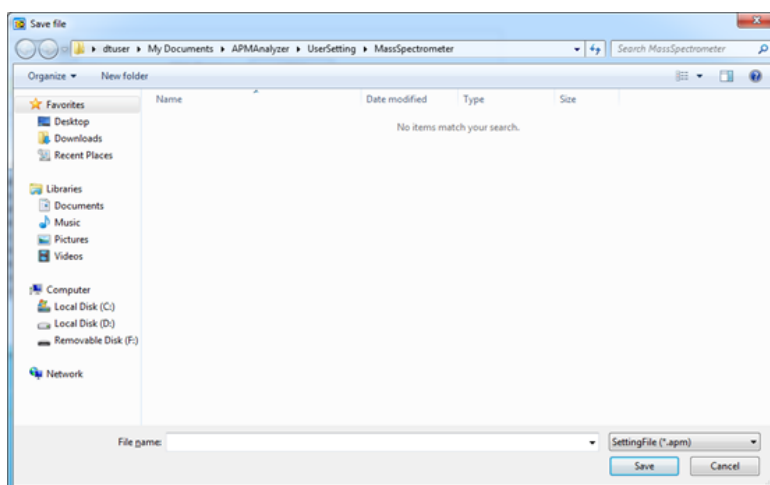 Save file
dtuser ▸ My Documents ▸ APMAnalyzer ▸ UserSetting ▸ MassSpectrometer
Search MassSpectrometer
Organize
New folder
Name
Date modified
Type
Size
No items match your search.
Favorites
Desktop
Downloads
Recent Places
Libraries
Documents
Music
Pictures
Videos
Computer
Local Disk (C:)
Local Disk (D:)
Removable Disk (F:)
Network
File name:
SettingFile (*.apm)
Save
Cancel